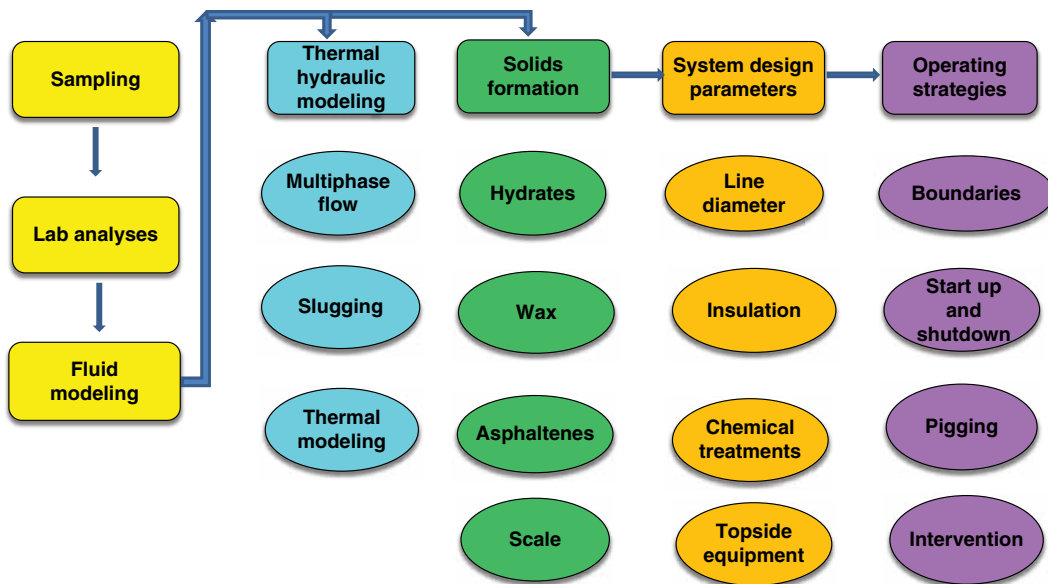 Sampling
Lab analyses
Fluid
modeling
Thermal
hydraulic
modeling
Multiphase
flow
Slugging
Thermal
modeling
Solids
formation
Hydrates
Wax
Asphaltenes
Scale
System design
parameters
Line
diameter
Insulation
Chemical
treatments
Topside
equipment
Operating
strategies
Boundaries
Start up
and
shutdown
Pigging
Intervention